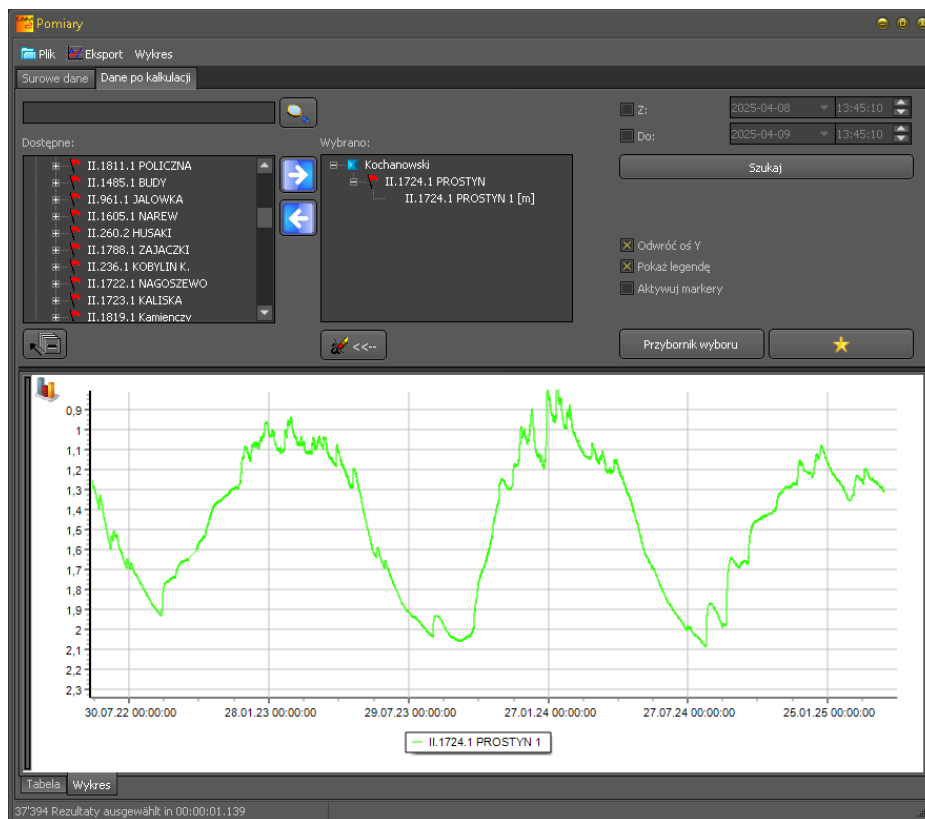 Pomiary
Plik Eksport Wykres
Surowe dane Dane po kalkulacji
Z: 2025-04-08 13:45:10
Do: 2025-04-09 13:45:10
Dostępne: Wybrano:
Szukaj
II.1811.1 POLICZNA
II.1485.1 BUDY
II.961.1 JALOWKA
II.1605.1 NAREW
II.260.2 HUSAKI
II.1788.1 ZAJACZKI
II.236.1 KOBYLIN K.
II.1722.1 NAGOSZEWO
II.1723.1 KALISKA
II.1819.1 Kamienczy
Kochanowski
II.1724.1 PROSTYN
II.1724.1 PROSTYN 1 [m]
Odwróć oś Y
Pokaż legendę
Aktywuj markery
<<--
Przybornik wyboru
0,9
1
1,1
1,2
1,3
1,4
1,5
1,6
1,7
1,8
1,9
2
2,1
2,2
2,3
30.07.22 00:00:00 28.01.23 00:00:00 29.07.23 00:00:00 27.01.24 00:00:00 27.07.24 00:00:00 25.01.25 00:00:00
II.1724.1 PROSTYN 1
Tabela Wykres
37'394 Rezultaty ausgewählt in 00:00:01.139